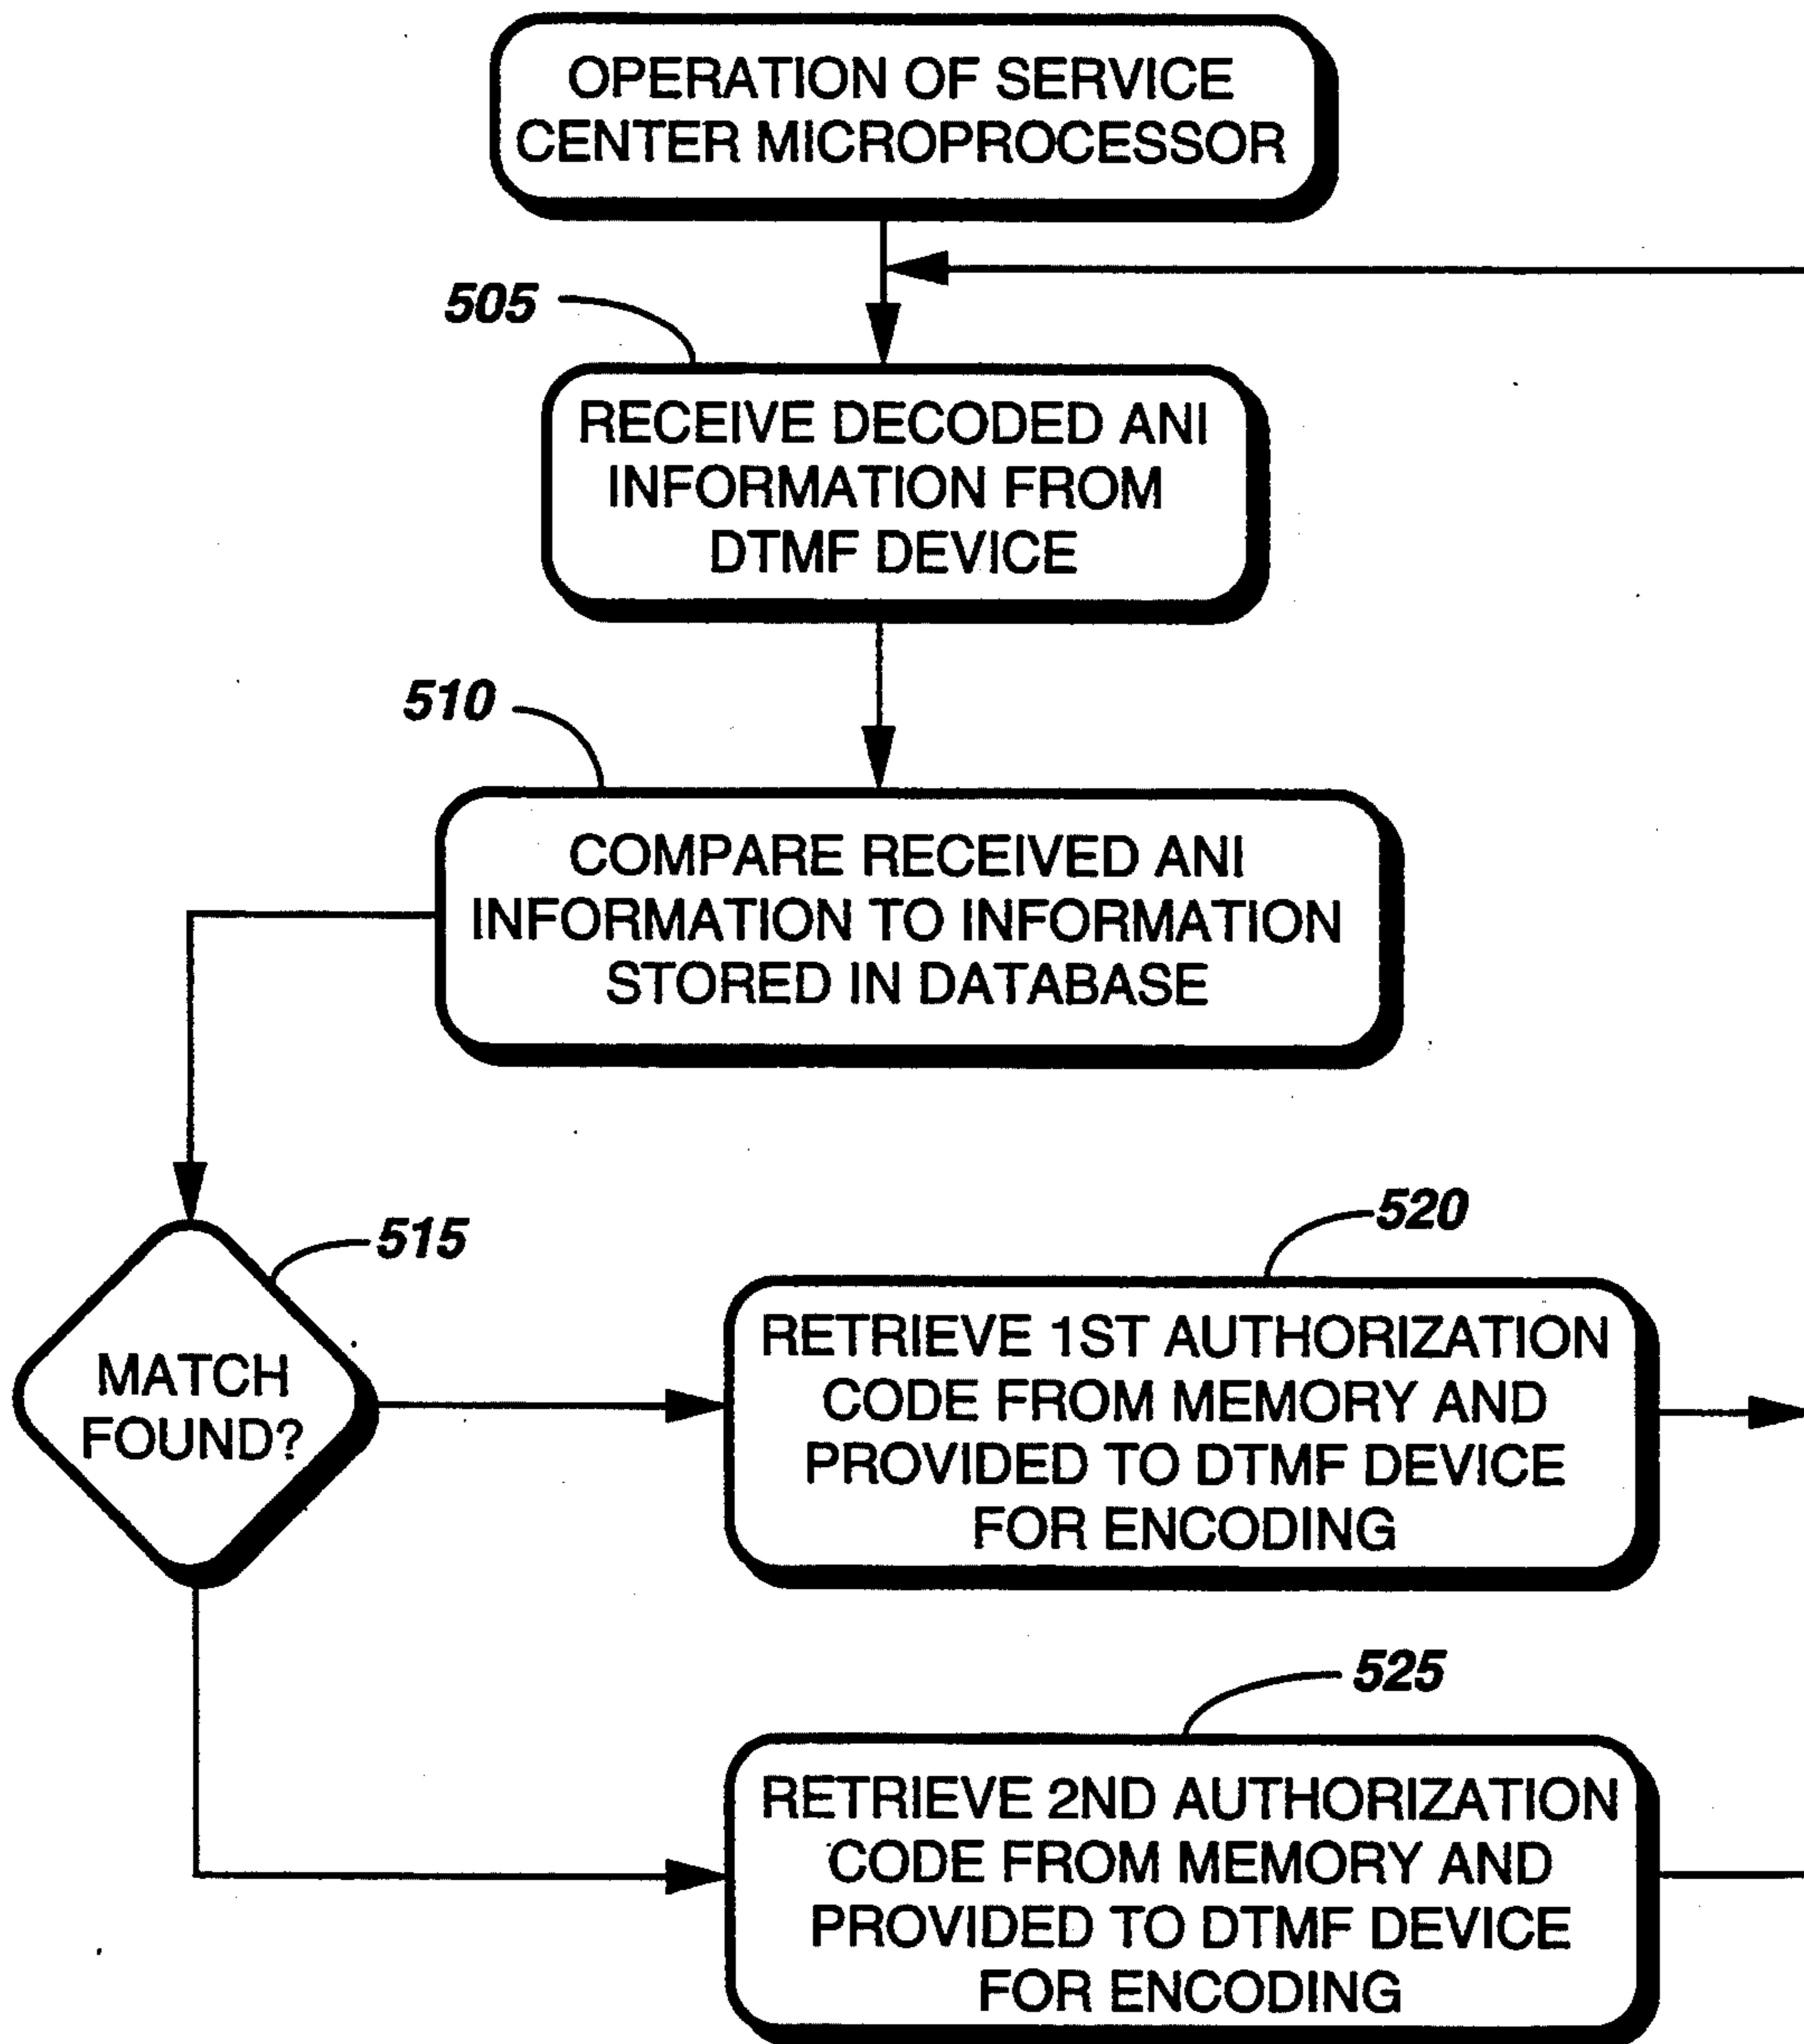 OPERATION OF SERVICE
CENTER MICROPROCESSOR
505
RECEIVE DECODED ANI
INFORMATION FROM
DTMF DEVICE
510
COMPARE RECEIVED ANI
INFORMATION TO INFORMATION
STORED IN DATABASE
515
MATCH
FOUND?
520
RETRIEVE 1ST AUTHORIZATION
CODE FROM MEMORY AND
PROVIDED TO DTMF DEVICE
FOR ENCODING
525
RETRIEVE 2ND AUTHORIZATION
CODE FROM MEMORY AND
PROVIDED TO DTMF DEVICE
FOR ENCODING